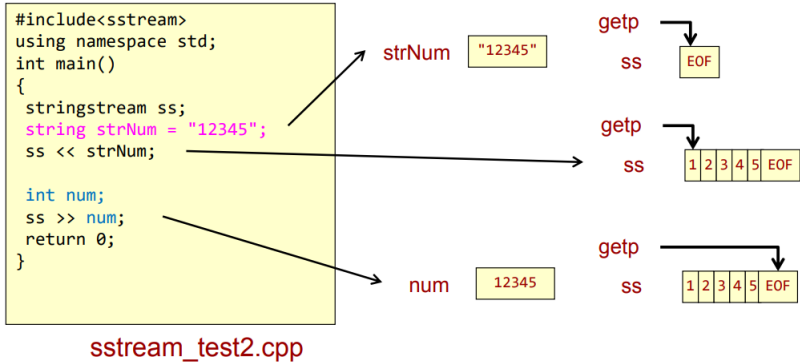 #include<sstream>
using namespace std;
int main()
{
stringstream ss;
string strNum = "12345";
ss << strNum;
int num;
ss >> num;
return 0;
}
sstream_test2.cpp
strNum "12345"
getp
ss EOF
getp
ss 1 2 3 4 5 EOF
num 12345
getp
ss 1 2 3 4 5 EOF